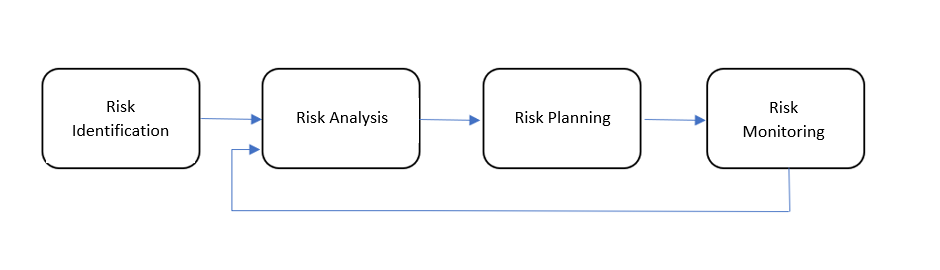 Risk
Identification
Risk Analysis
Risk Planning
Risk
Monitoring